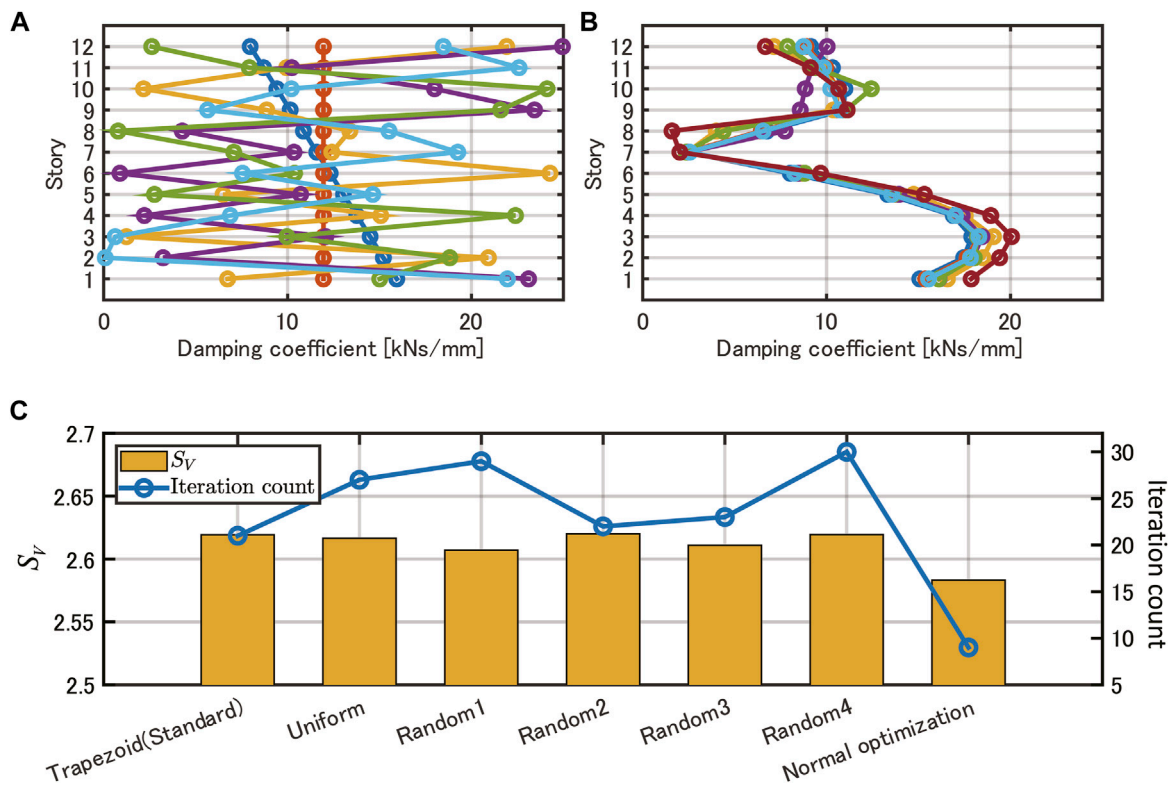 A
B
12
11
10
9
8
7
6
5
4
3
2
1
Story
0
10
20
Damping coefficient [kNs/mm]
12
11
10
9
8
7
6
5
4
3
2
1
Story
0
10
20
Damping coefficient [kNs/mm]
C
2.7
2.65
2.6
2.55
2.5
S_V
S_V
Iteration count
30
25
20
15
10
5
Iteration count
Trapezoid(Standard)
Uniform
Random1
Random2
Random3
Random4
Normal optimization